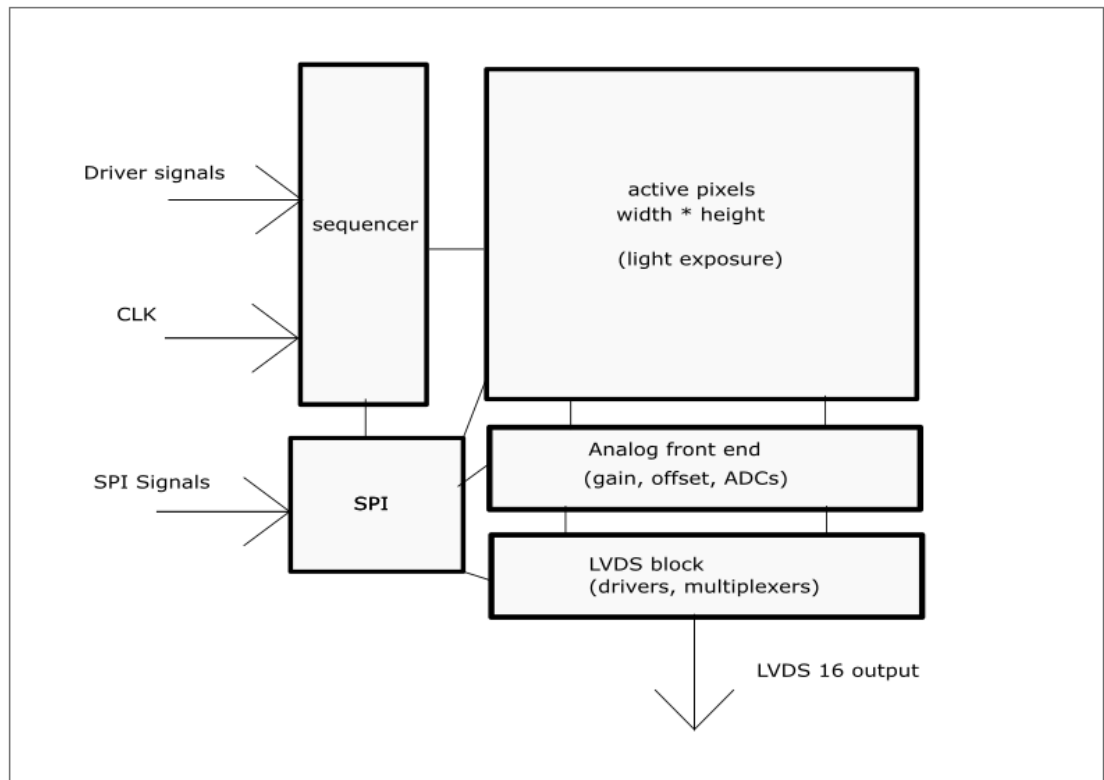 Driver signals
sequencer
CLK
active pixels
width * height
(light exposure)
SPI Signals
SPI
Analog front end
(gain, offset, ADCs)
LVDS block
(drivers, multiplexers)
LVDS 16 output